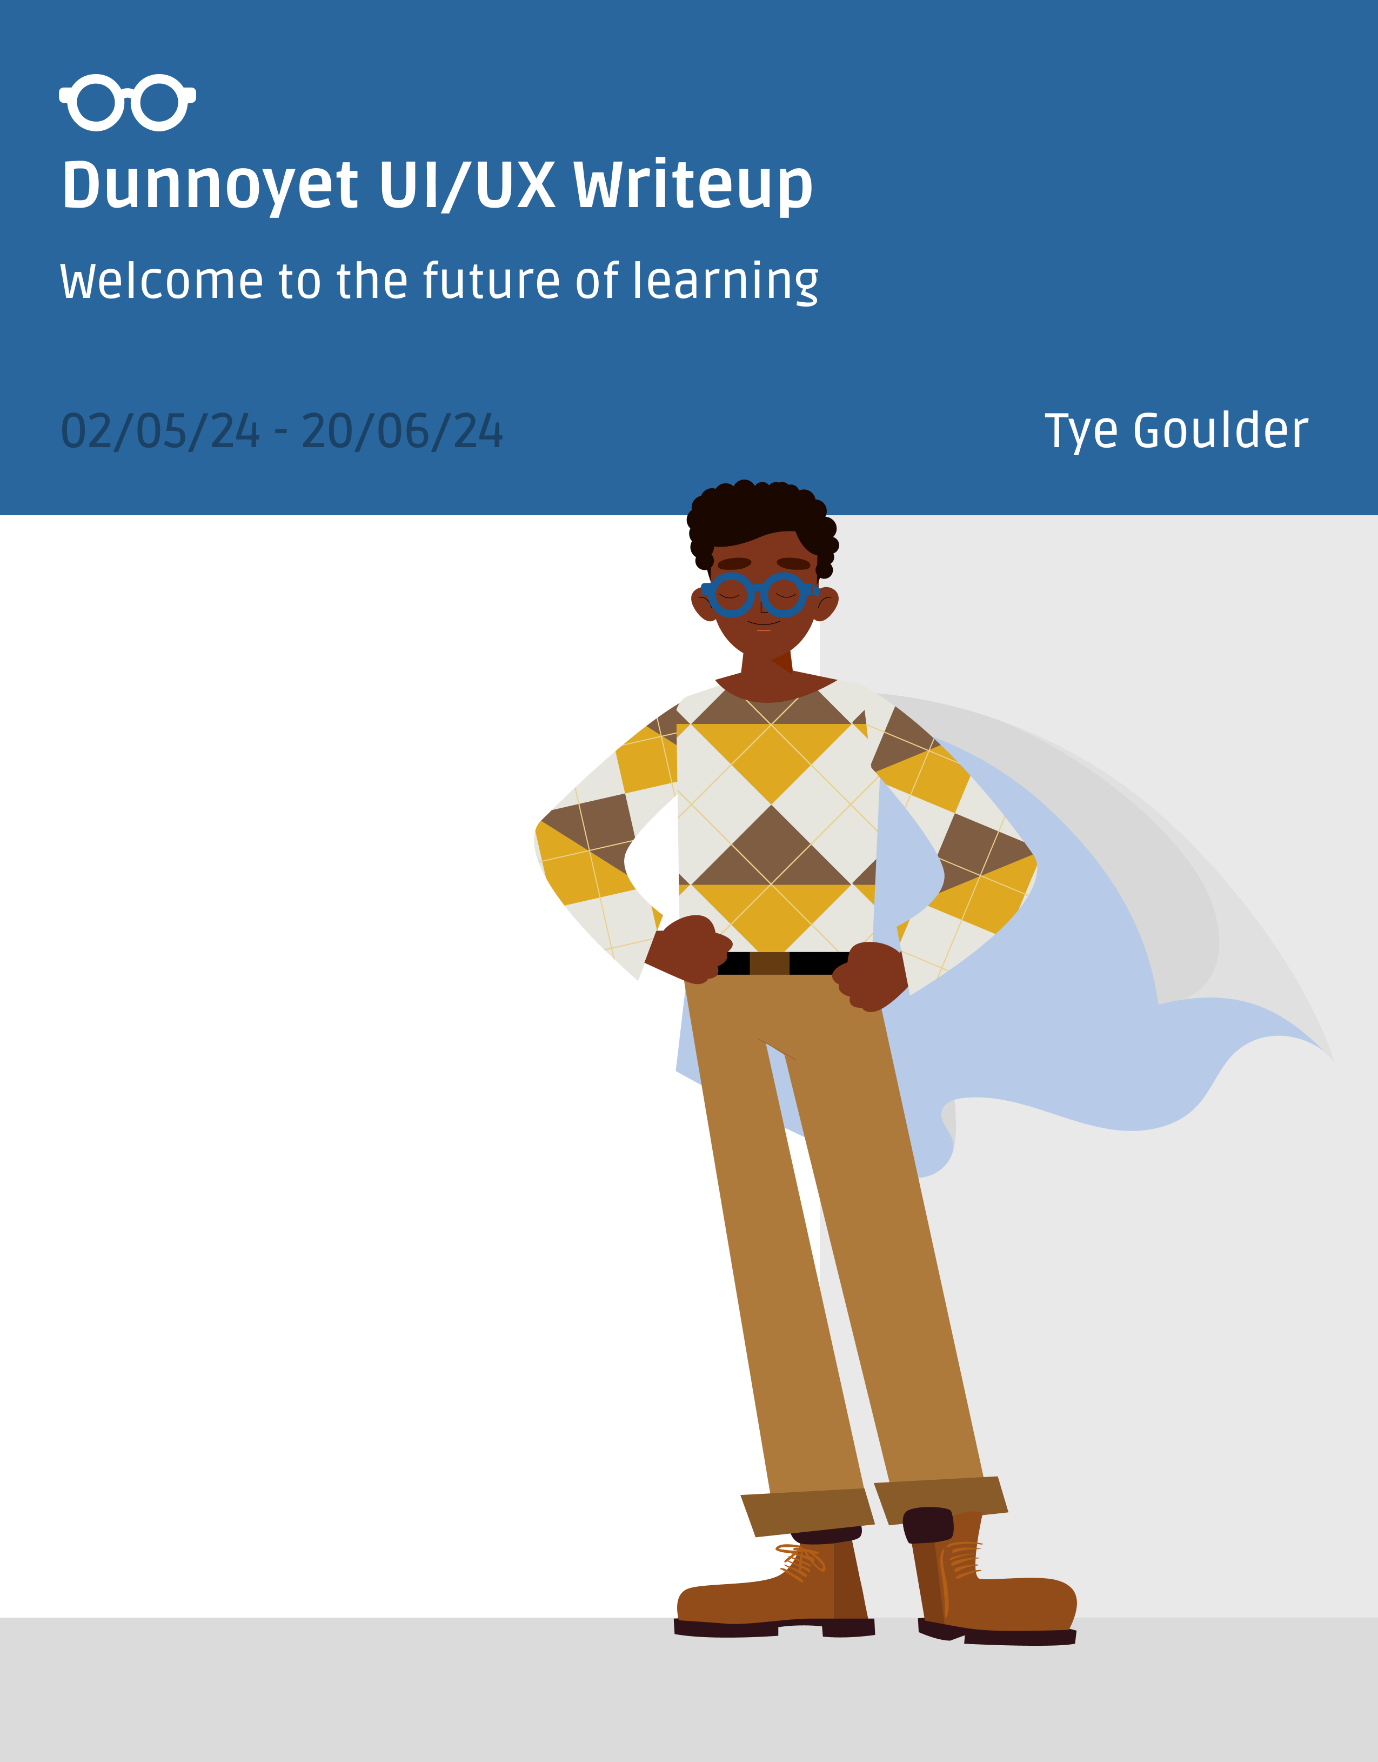 Dunnoyet UI/UX Writeup
Welcome to the future of learning
02/05/24 - 20/06/24
Tye Goulder